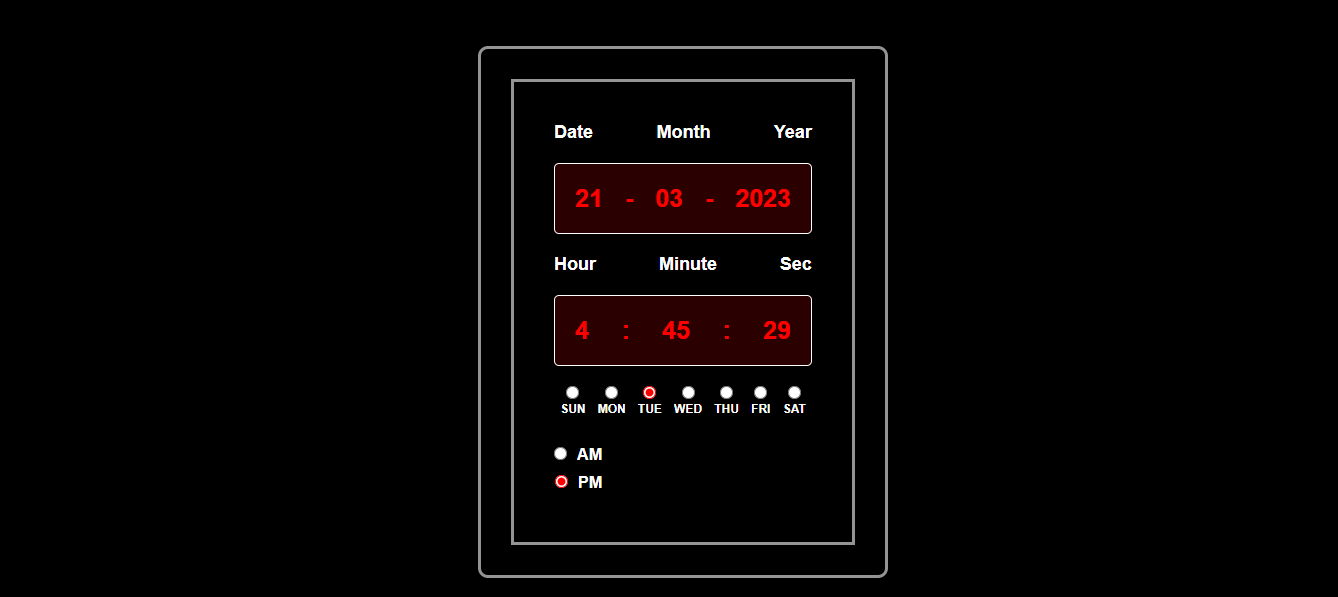 Date Month Year
21 - 03 - 2023
Hour Minute Sec
4 : 45 : 29
SUN MON TUE WED THU FRI SAT
AM
PM